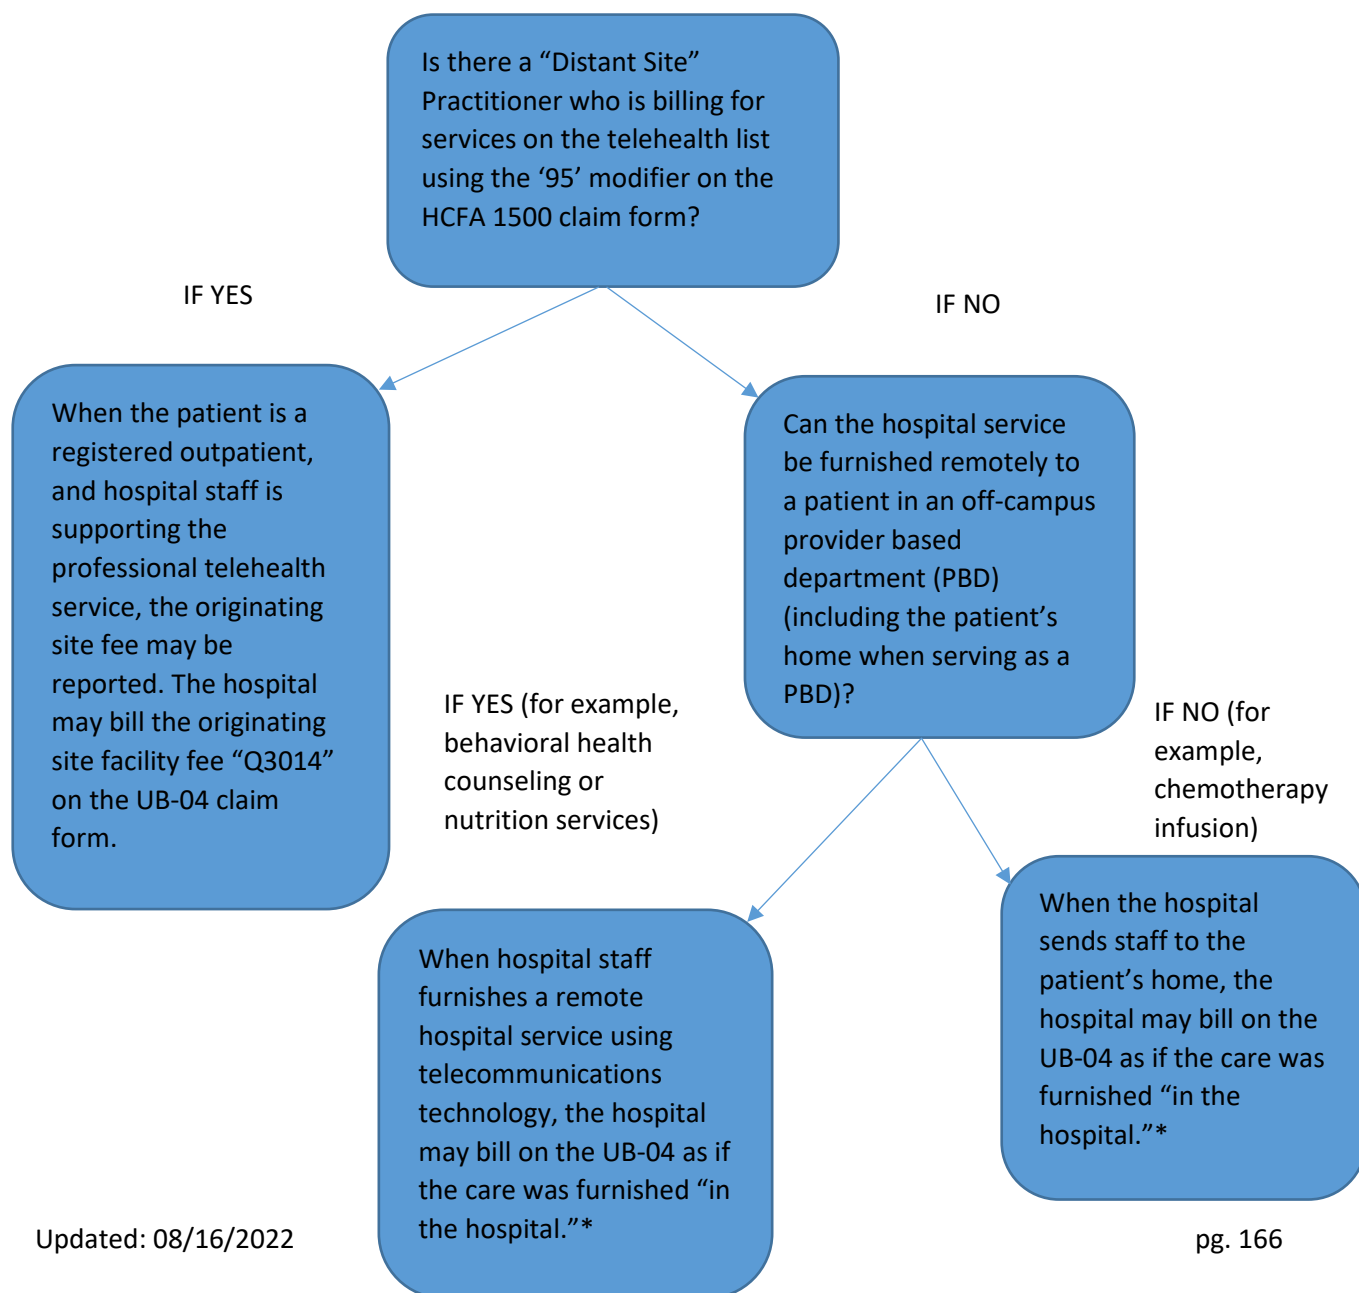 Is there a “Distant Site”
Practitioner who is billing for
services on the telehealth list
using the ‘95’ modifier on the
HCFA 1500 claim form?
IF YES
IF NO
When the patient is a
registered outpatient,
and hospital staff is
supporting the
professional telehealth
service, the originating
site fee may be
reported. The hospital
may bill the originating
site facility fee “Q3014”
on the UB-04 claim
form.
Can the hospital service
be furnished remotely to
a patient in an off-campus
provider based
department (PBD)
(including the patient’s
home when serving as a
PBD)?
IF YES (for example,
behavioral health
counseling or
nutrition services)
IF NO (for
example,
chemotherapy
infusion)
When hospital staff
furnishes a remote
hospital service using
telecommunications
technology, the hospital
may bill on the UB-04 as if
the care was furnished “in
the hospital.”*
When the hospital
sends staff to the
patient’s home, the
hospital may bill on the
UB-04 as if the care was
furnished “in the
hospital.”*
Updated: 08/16/2022
pg. 166